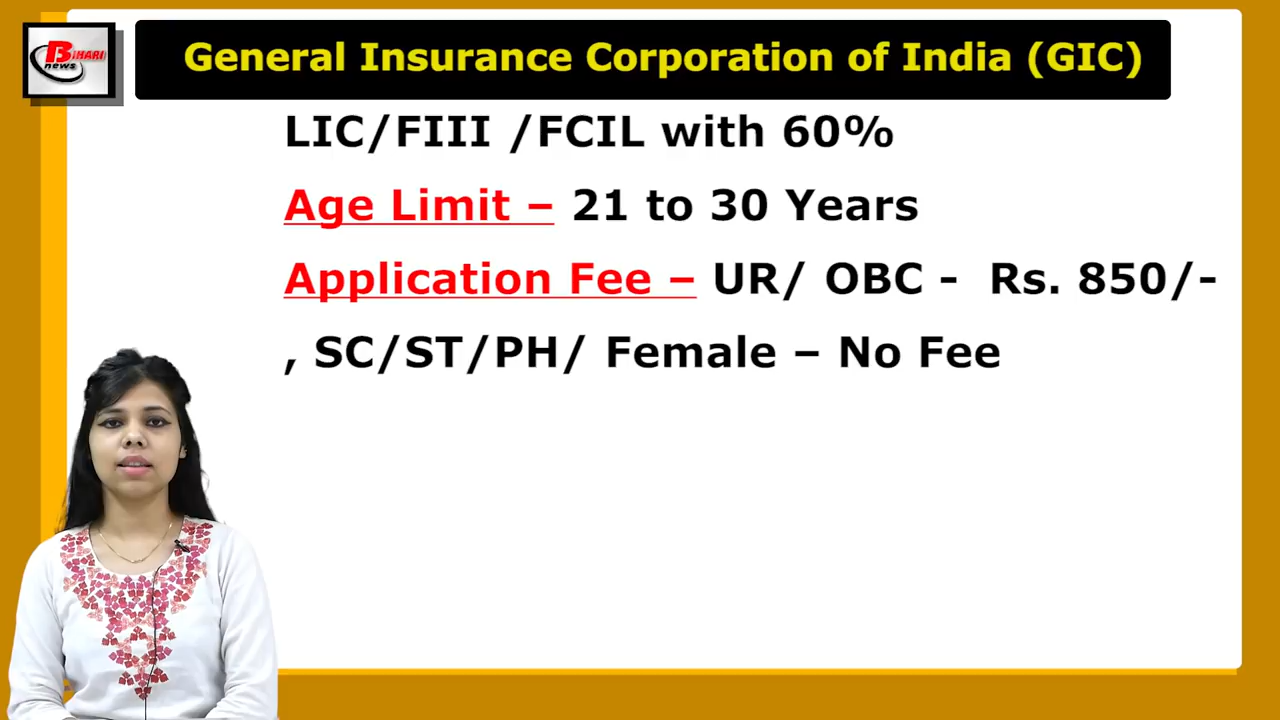 BIHARI
news
General Insurance Corporation of India (GIC)
LIC/FIII /FCIL with 60%
Age Limit – 21 to 30 Years
Application Fee – UR/ OBC - Rs. 850/-
, SC/ST/PH/ Female – No Fee